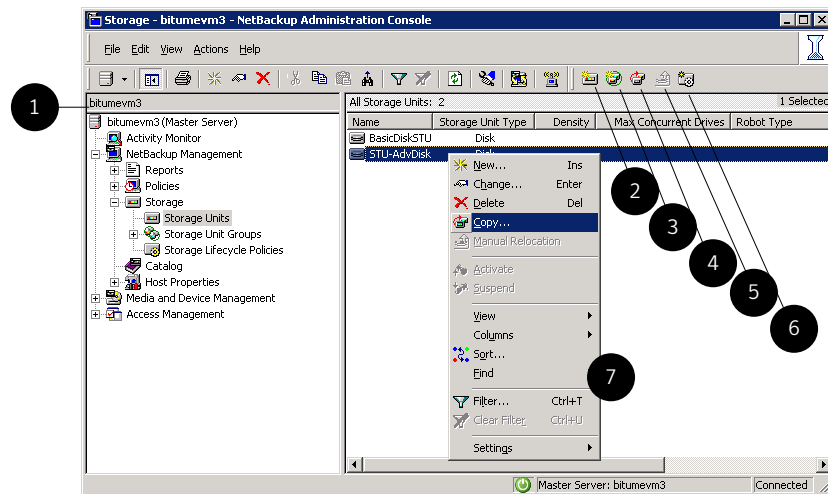 Storage - bitumevm3 - NetBackup Administration Console
File Edit View Actions Help
1
bitumevm3
All Storage Units: 2
1 Selected
Name Storage Unit Type Density Max Concurrent Drives Robot Type
bitumevm3 (Master Server)
Activity Monitor
NetBackup Management
Reports
Policies
Storage
Storage Units
Storage Unit Groups
Storage Lifecycle Policies
Catalog
Host Properties
Media and Device Management
Access Management
BasicDiskSTU Disk
STU-AdvDisk
New... Ins
Change... Enter
Delete Del
Copy...
Manual Relocation
Activate
Suspend
View
Columns
Sort...
Find
Filter... Ctrl+T
Clear Filter Ctrl+U
Settings
2
3
4
5
6
7
Master Server: bitumevm3
Connected